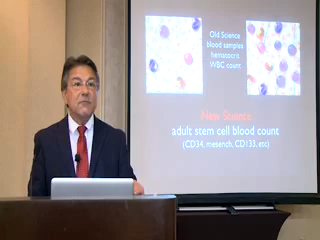 Old Science
blood samples
hematocrit
WBC count
New Science
adult stem cell blood count
(CD34, mesench, CD133, etc)